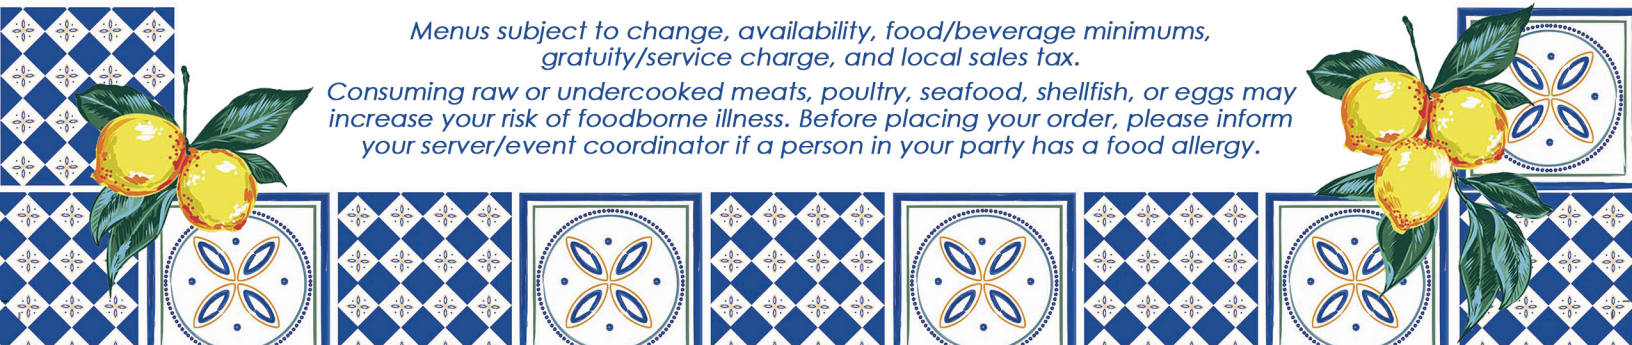 Menus subject to change, availability, food/beverage minimums,
gratuity/service charge, and local sales tax.
Consuming raw or undercooked meats, poultry, seafood, shellfish, or eggs may
increase your risk of foodborne illness. Before placing your order, please inform
your server/event coordinator if a person in your party has a food allergy.